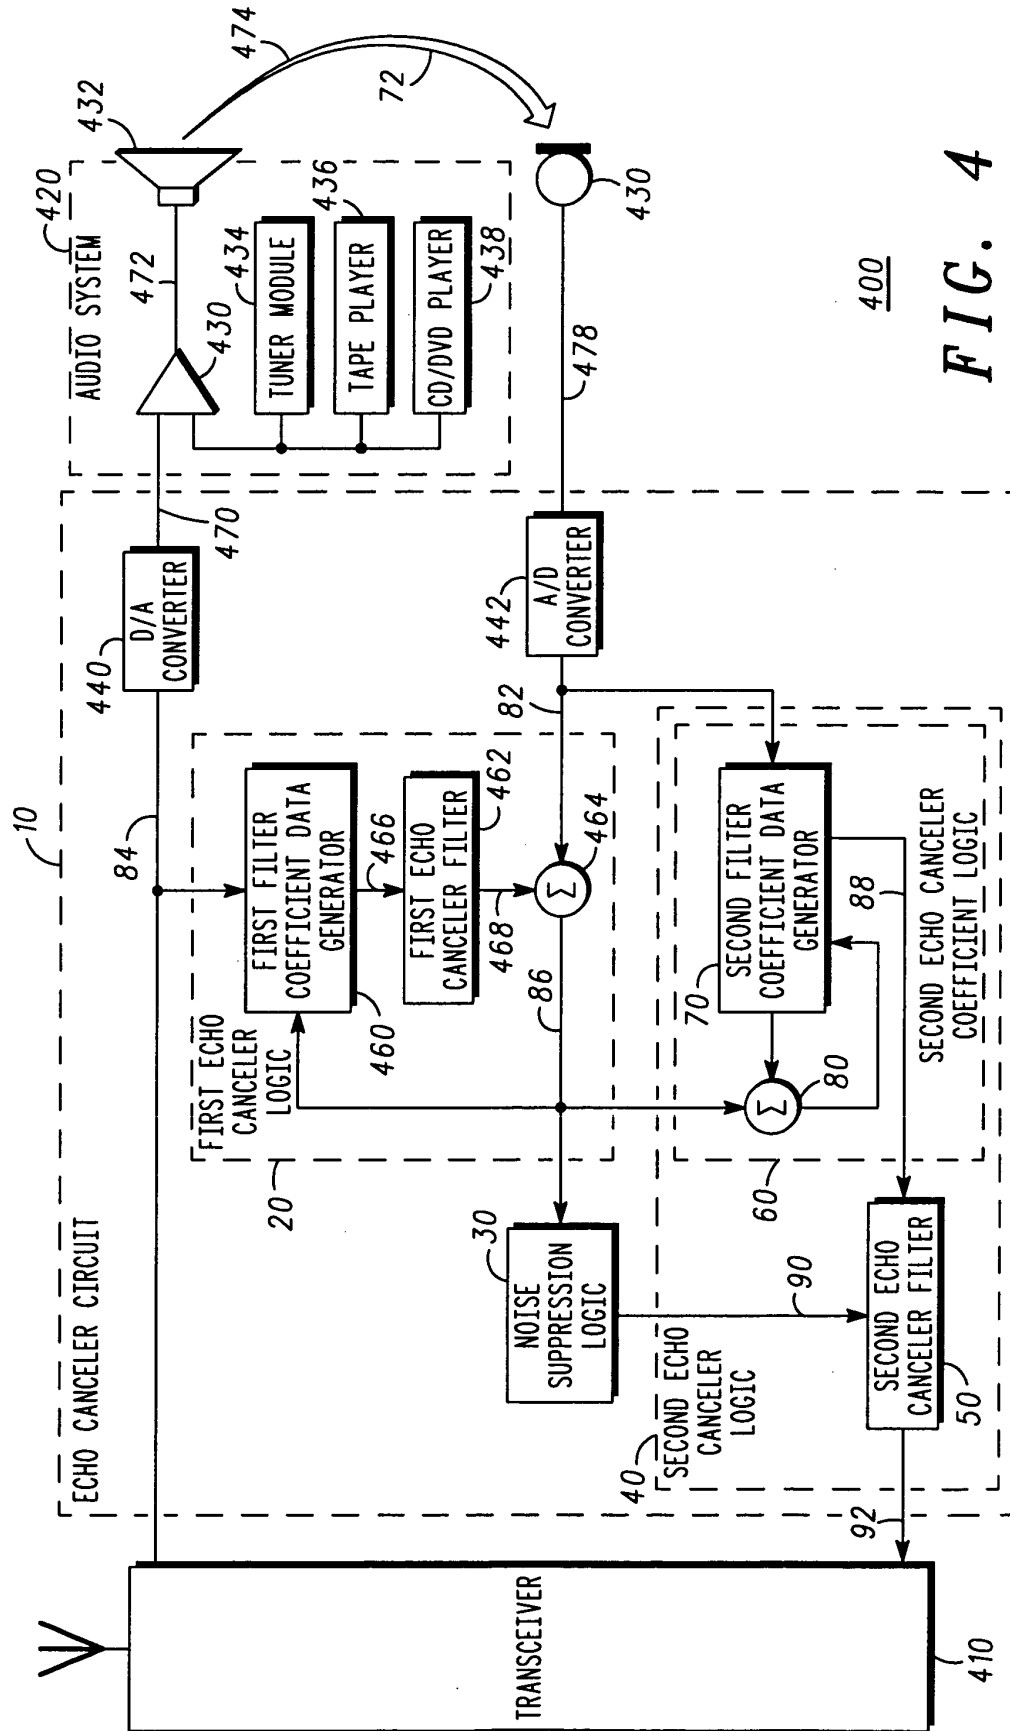 ECHO CANCELER CIRCUIT
10
84
440
D/A
CONVERTER
470
AUDIO SYSTEM
420
472
430
432
474
72
434
TUNER MODULE
436
TAPE PLAYER
438
CD/DVD PLAYER
430
478
442
A/D
CONVERTER
82
FIRST ECHO
CANCELER
LOGIC
20
FIRST FILTER
COEFFICIENT DATA
GENERATOR
460
466
FIRST ECHO
CANCELER FILTER
462
468
Σ
464
86
30
NOISE
SUPPRESSION
LOGIC
90
40
SECOND ECHO
CANCELER
LOGIC
60
70
SECOND FILTER
COEFFICIENT DATA
GENERATOR
Σ
80
88
SECOND ECHO CANCELER
COEFFICIENT LOGIC
SECOND ECHO
CANCELER FILTER
50
92
TRANSCEIVER
410
400
FIG. 4